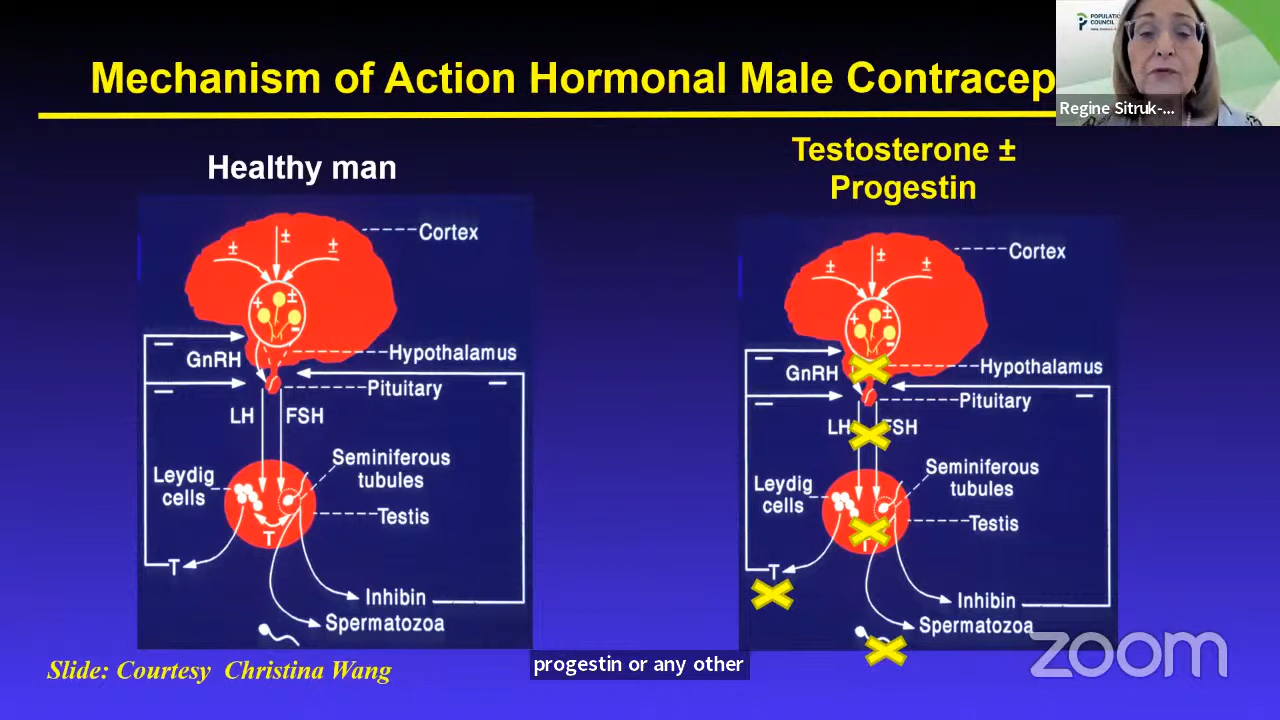 Mechanism of Action Hormonal Male Contracep
POPULATI
COUNCIL
Regine Sitruk-...
Healthy man
Testosterone ±
Progestin
± ± ±
Cortex
+ ±
-
Hypothalamus
GnRH
Pituitary
LH FSH
Seminiferous
tubules
Leydig
cells
Testis
T
T
Inhibin
Spermatozoa
± ± ±
Cortex
+ ±
-
Hypothalamus
GnRH
Pituitary
LH FSH
Seminiferous
tubules
Leydig
cells
Testis
T
T
Inhibin
Spermatozoa
Slide: Courtesy Christina Wang
progestin or any other
zoom